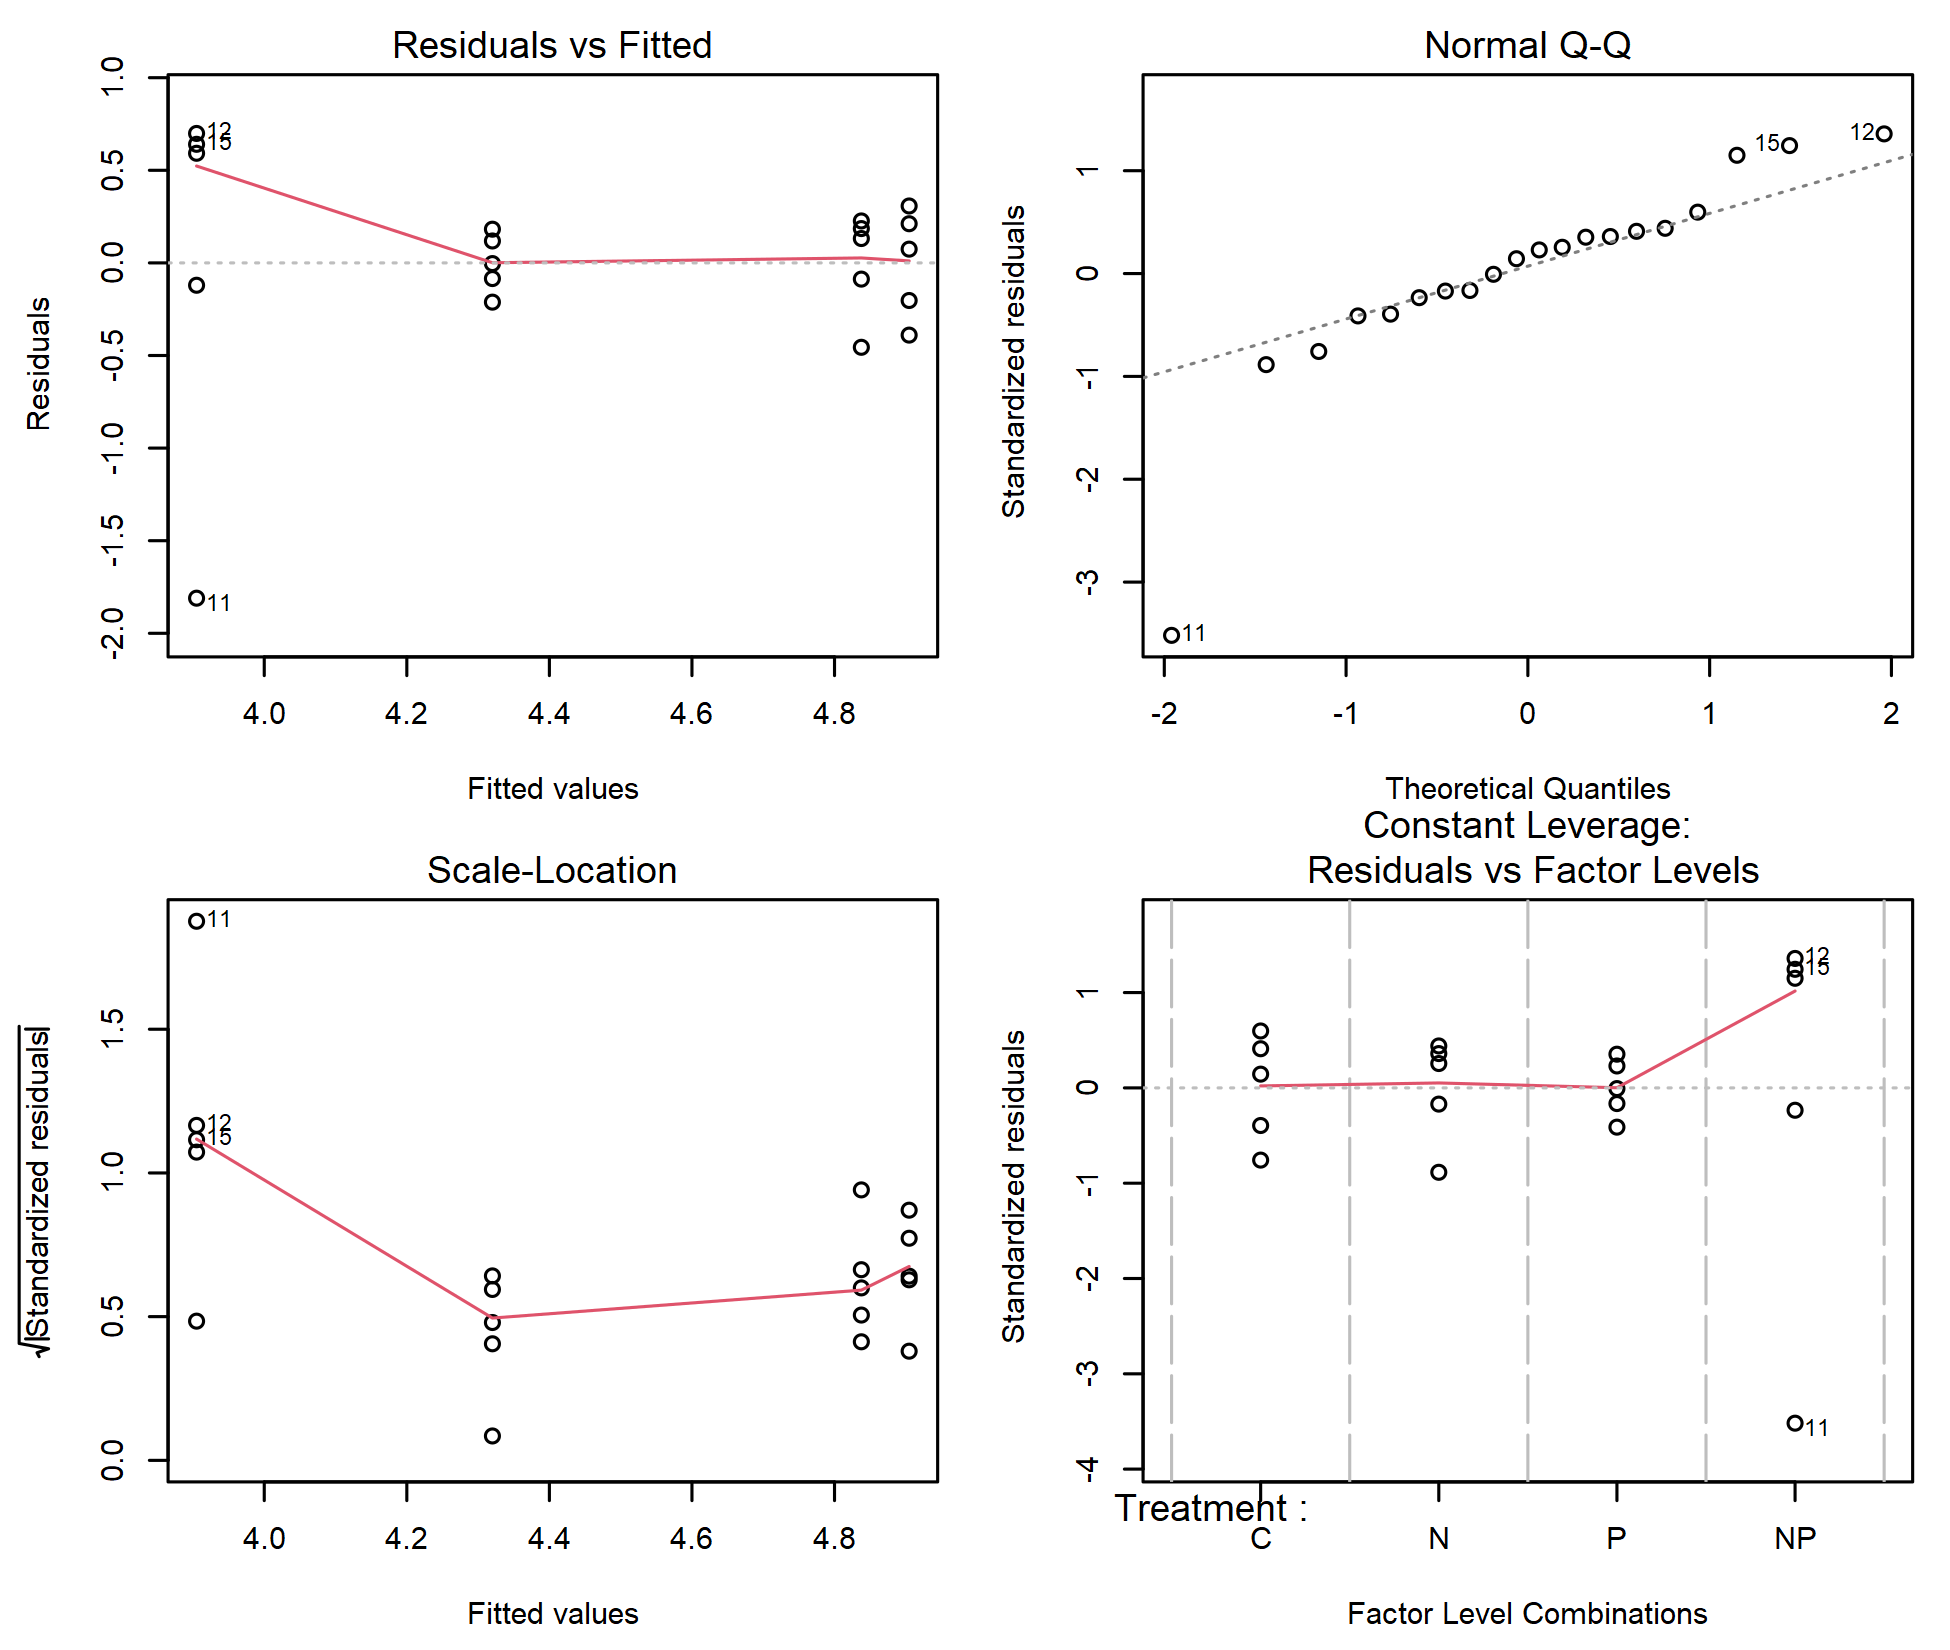 Residuals vs Fitted
1.0
0.5
0.0
-0.5
-1.0
-1.5
-2.0
Residuals
12
15
11
4.0 4.2 4.4 4.6 4.8
Fitted values
Normal Q-Q
1
0
-1
-2
-3
Standardized residuals
15
12
11
-2 -1 0 1 2
Theoretical Quantiles
Scale-Location
1.5
1.0
0.5
0.0
√|Standardized residuals|
11
12
15
4.0 4.2 4.4 4.6 4.8
Fitted values
Constant Leverage:
Residuals vs Factor Levels
1
0
-1
-2
-3
-4
Standardized residuals
12
15
11
Treatment :
C N P NP
Factor Level Combinations